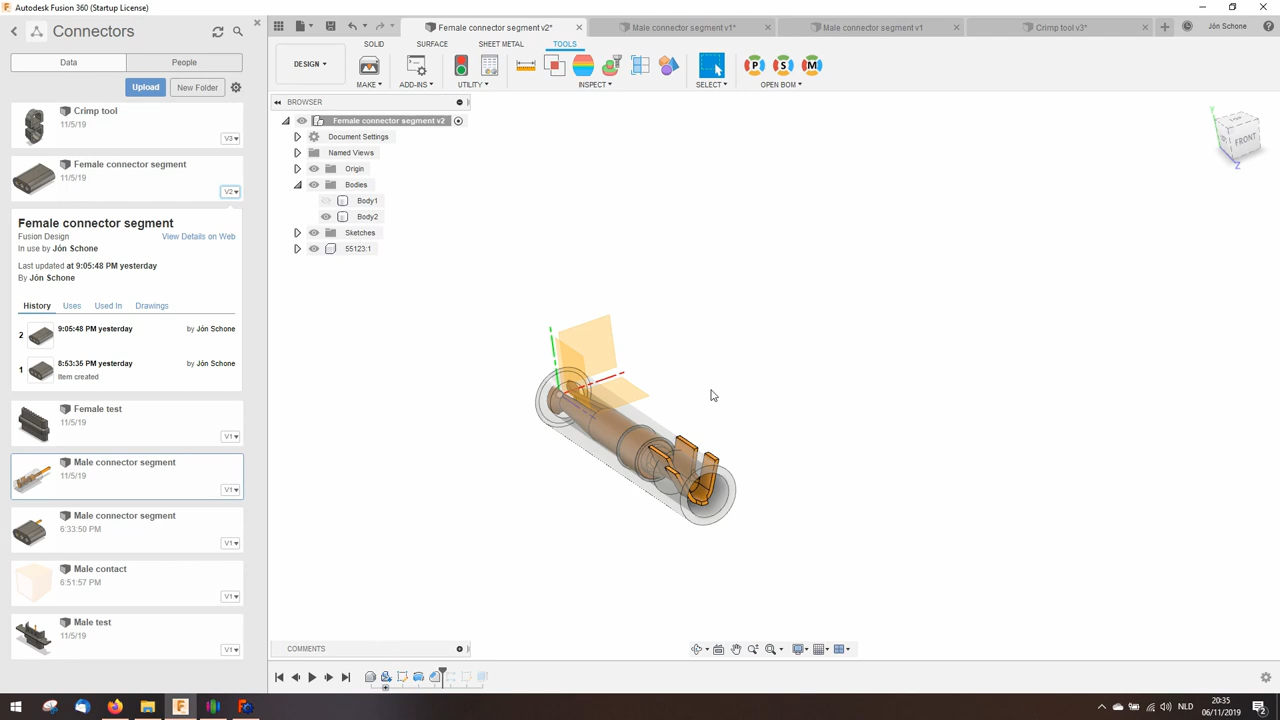 Autodesk Fusion 360 (Startup License)
Connectors
Data
People
Upload
New Folder
Crimp tool
11/5/19
V3
Female connector segment
11/5/19
V2
Female connector segment
Fusion Design
View Details on Web
In use by Jón Schone
Last updated at 9:05:48 PM yesterday
By Jón Schone
History
Uses
Used In
Drawings
2
9:05:48 PM yesterday
by Jón Schone
1
8:53:35 PM yesterday
by Jón Schone
Item created
Female test
11/5/19
V1
Male connector segment
11/5/19
V1
Male connector segment
6:33:50 PM
V1
Male contact
6:51:57 PM
V1
Male test
11/5/19
V1
Female connector segment v2*
Male connector segment v1*
Male connector segment v1
Crimp tool v3*
Jón Schone
SOLID
SURFACE
SHEET METAL
TOOLS
DESIGN
MAKE
ADD-INS
UTILITY
INSPECT
SELECT
P
S
M
OPEN BOM
BROWSER
Female connector segment v2
Document Settings
Named Views
Origin
Bodies
Body1
Body2
Sketches
55123:1
Y
FRONT
Z
COMMENTS
NLD
20:35
06/11/2019
2